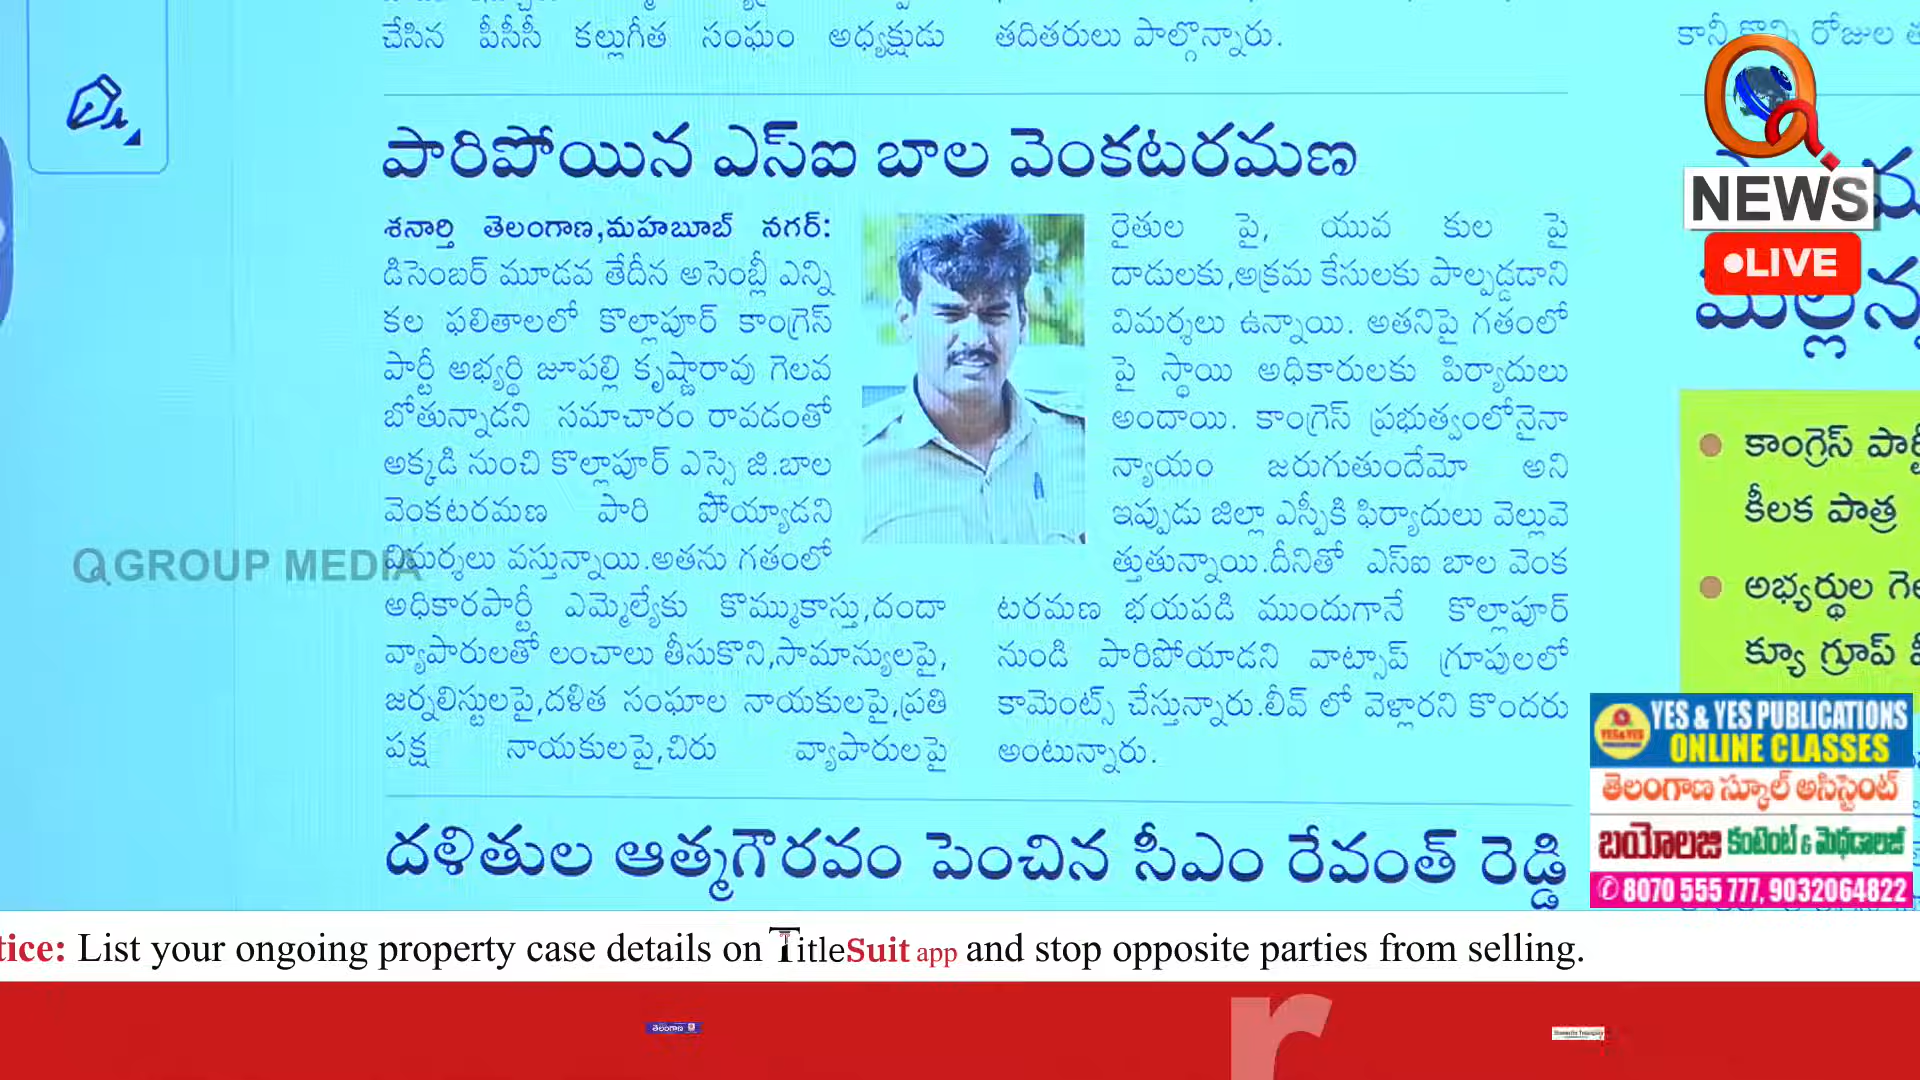 చేసిన పీసీసీ కల్లుగీత సంఘం అధ్యక్షుడు
తదితరులు పాల్గొన్నారు.
పారిపోయిన ఎస్ఐ బాల వెంకటరమణ
శనార్తి తెలంగాణ,మహబూబ్ నగర్:
డిసెంబర్ మూడవ తేదీన అసెంబ్లీ ఎన్ని
కల ఫలితాలలో కొల్లాపూర్ కాంగ్రెస్
పార్టీ అభ్యర్థి జూపల్లి కృష్ణారావు గెలవ
బోతున్నాడని సమాచారం రావడంతో
అక్కడి నుంచి కొల్లాపూర్ ఎస్సై జి.బాల
వెంకటరమణ పారి పోయ్యాడని
విమర్శలు వస్తున్నాయి.అతను గతంలో
అధికారపార్టీ ఎమ్మెల్యేకు కొమ్ముకాస్తు,దందా
వ్యాపారులతో లంచాలు తీసుకొని,సామాన్యులపై,
జర్నలిస్టులపై,దళిత సంఘాల నాయకులపై,ప్రతి
పక్ష నాయకులపై,చిరు వ్యాపారులపై
రైతుల పై, యువ కుల పై
దాడులకు,అక్రమ కేసులకు పాల్పడ్డడాని
విమర్శలు ఉన్నాయి. అతనిపై గతంలో
పై స్థాయి అధికారులకు పిర్యాదులు
అందాయి. కాంగ్రెస్ ప్రభుత్వంలోనైనా
న్యాయం జరుగుతుందేమో అని
ఇప్పుడు జిల్లా ఎస్పీకి ఫిర్యాదులు వెల్లువె
త్తుతున్నాయి.దీనితో ఎస్ఐ బాల వెంక
టరమణ భయపడి ముందుగానే కొల్లాపూర్
నుండి పారిపోయాడని వాట్సాప్ గ్రూపులలో
కామెంట్స్ చేస్తున్నారు.లీవ్ లో వెళ్లారని కొందరు
అంటున్నారు.
దళితుల ఆత్మగౌరవం పెంచిన సీఎం రేవంత్ రెడ్డి
కానీ కొన్ని రోజుల
కాంగ్రెస్
కీలక పాత్ర
అభ్యర్థుల
క్యూ గ్రూప్
Q GROUP MEDIA
Q
NEWS
LIVE
YES & YES PUBLICATIONS
ONLINE CLASSES
తెలంగాణ స్కూల్ అసిస్టెంట్
బయోలజి కంటెంట్ & మెథడాలజీ
8070 555 777, 9032064822
tice: List your ongoing property case details on TitleSuit app and stop opposite parties from selling.
తెలంగాణ
r